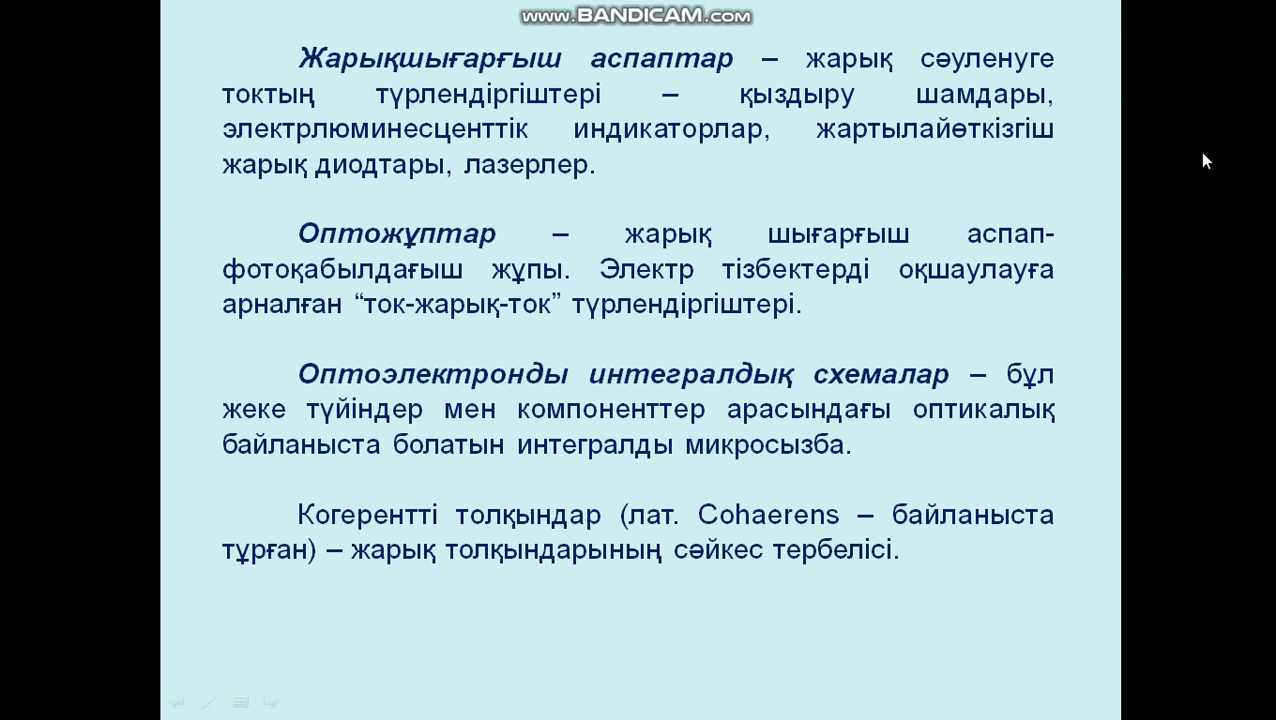 www.BANDICAM.com
Жарықшығарғыш аспаптар – жарық сәуленуге
токтың түрлендіргіштері – қыздыру шамдары,
электрлюминесценттік индикаторлар, жартылайөткізгіш
жарық диодтары, лазерлер.
Оптожұптар – жарық шығарғыш аспап-
фотоқабылдағыш жұпы. Электр тізбектерді оқшаулауға
арналған “ток-жарық-ток” түрлендіргіштері.
Оптоэлектронды интегралдық схемалар – бұл
жеке түйіндер мен компоненттер арасындағы оптикалық
байланыста болатын интегралды микросызба.
Когерентті толқындар (лат. Cohaerens – байланыста
тұрған) – жарық толқындарының сәйкес тербелісі.